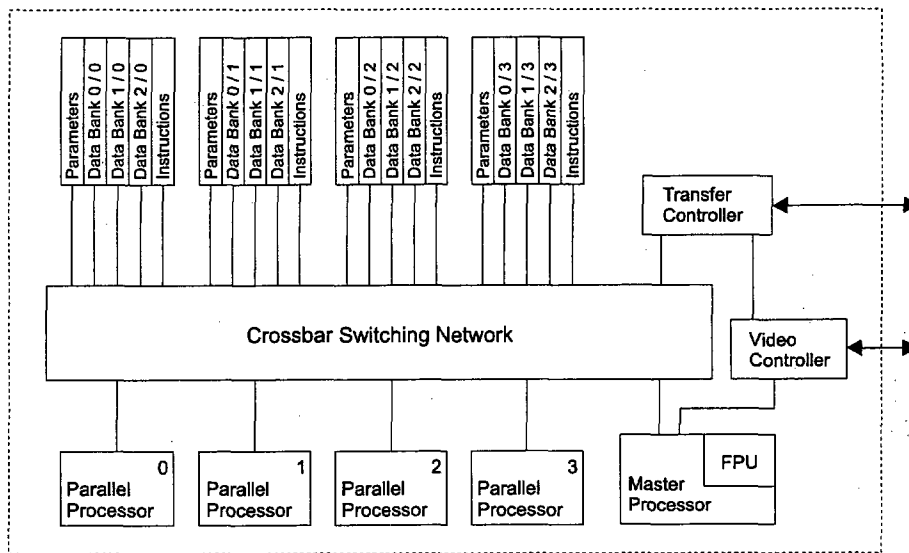 Parameters
Data Bank 0 / 0
Data Bank 1 / 0
Data Bank 2 / 0
Instructions
Parameters
Data Bank 0 / 1
Data Bank 1 / 1
Data Bank 2 / 1
Instructions
Parameters
Data Bank 0 / 2
Data Bank 1 / 2
Data Bank 2 / 2
Instructions
Parameters
Data Bank 0 / 3
Data Bank 1 / 3
Data Bank 2 / 3
Instructions
Transfer
Controller
Crossbar Switching Network
Video
Controller
0
Parallel
Processor
1
Parallel
Processor
2
Parallel
Processor
3
Parallel
Processor
FPU
Master
Processor